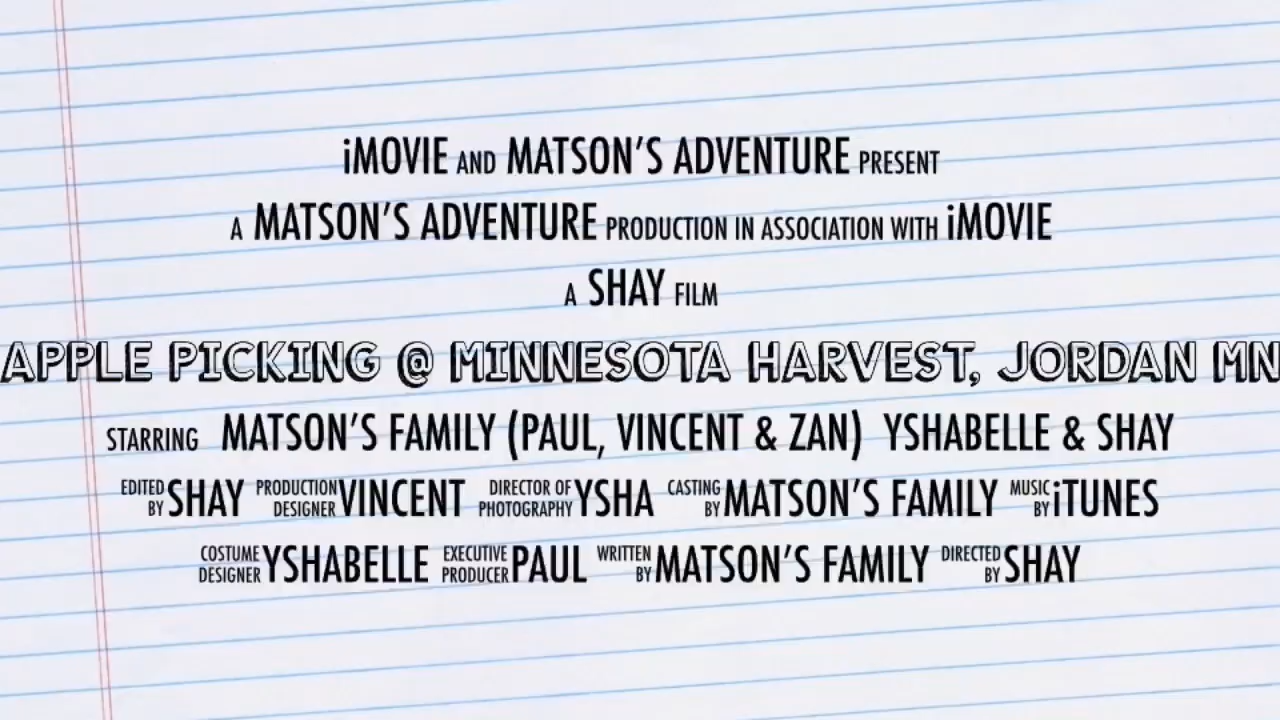 iMOVIE AND MATSON'S ADVENTURE PRESENT
A MATSON'S ADVENTURE PRODUCTION IN ASSOCIATION WITH iMOVIE
A SHAY FILM
APPLE PICKING @ MINNESOTA HARVEST, JORDAN MN
STARRING MATSON'S FAMILY (PAUL, VINCENT & ZAN) YSHABELLE & SHAY
EDITED BY SHAY PRODUCTION DESIGNER VINCENT DIRECTOR OF PHOTOGRAPHY YSHA CASTING BY MATSON'S FAMILY MUSIC BY iTUNES
COSTUME DESIGNER YSHABELLE EXECUTIVE PRODUCER PAUL WRITTEN BY MATSON'S FAMILY DIRECTED BY SHAY